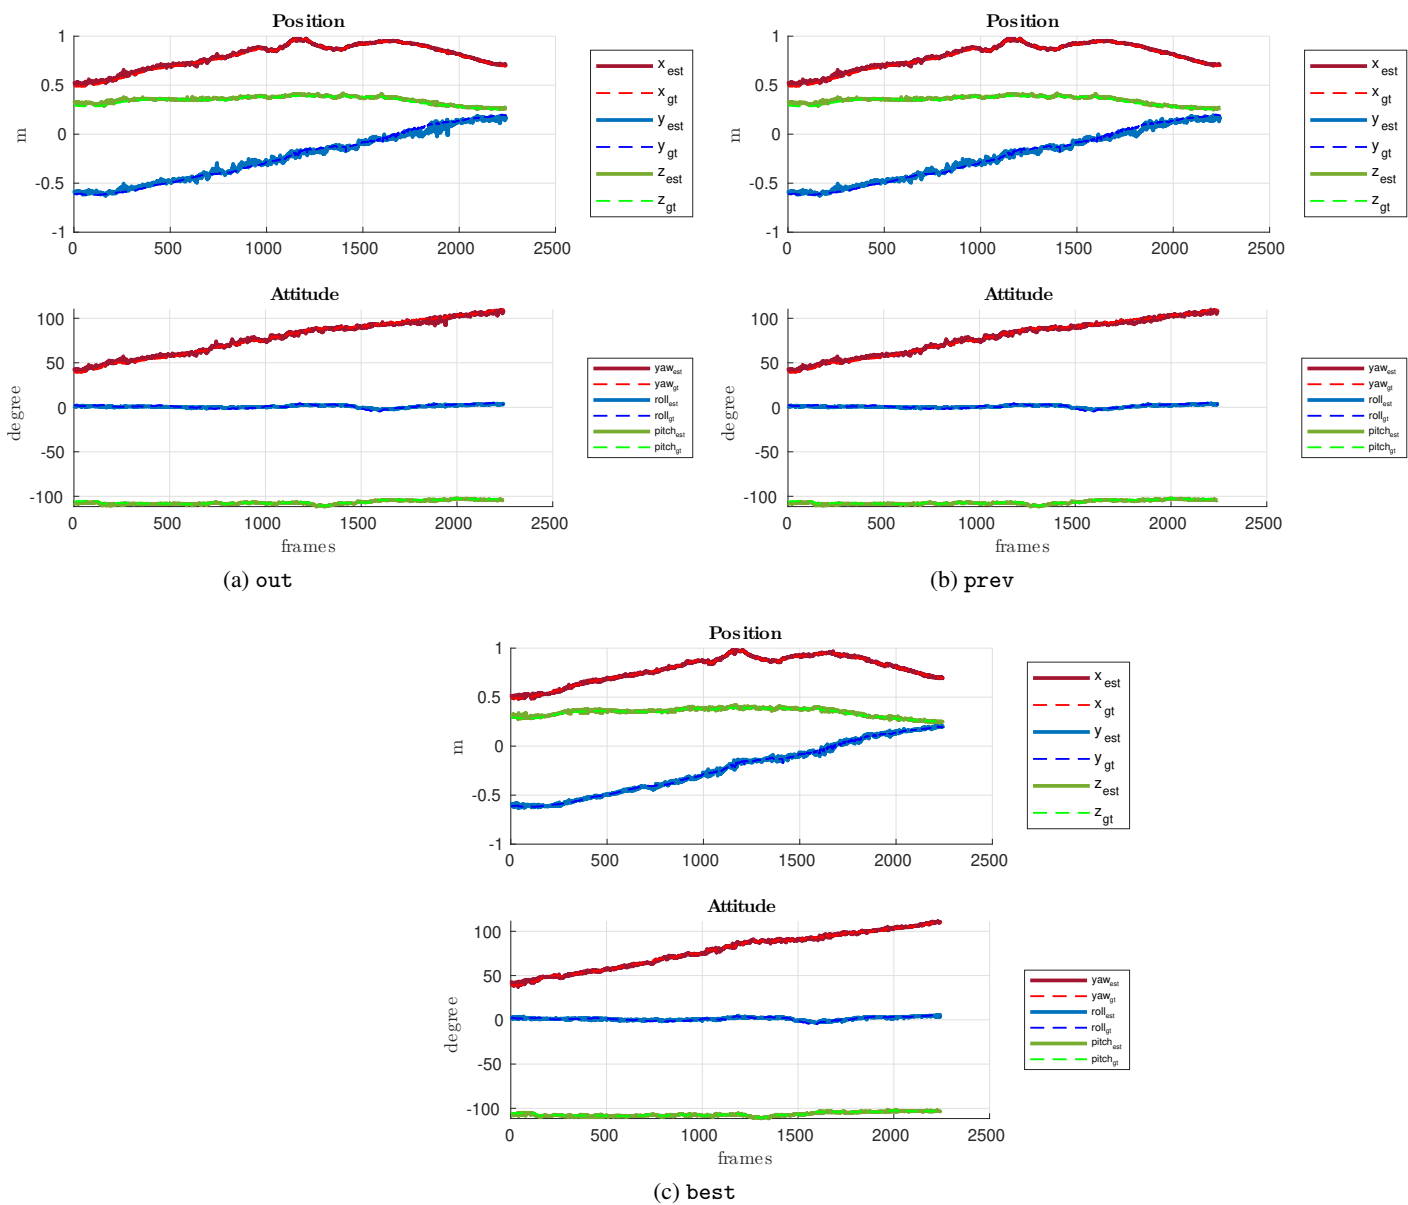 Position
1
0.5
0
-0.5
-1
m
0 500 1000 1500 2000 2500
x est
x gt
y est
y gt
z est
z gt
Attitude
100
50
0
-50
-100
degree
0 500 1000 1500 2000 2500
frames
yaw est
yaw gt
roll est
roll gt
pitch est
pitch gt
(a) out
Position
1
0.5
0
-0.5
-1
m
0 500 1000 1500 2000 2500
x est
x gt
y est
y gt
z est
z gt
Attitude
100
50
0
-50
-100
degree
0 500 1000 1500 2000 2500
frames
yaw est
yaw gt
roll est
roll gt
pitch est
pitch gt
(b) prev
Position
1
0.5
0
-0.5
-1
m
0 500 1000 1500 2000 2500
x est
x gt
y est
y gt
z est
z gt
Attitude
100
50
0
-50
-100
degree
0 500 1000 1500 2000 2500
frames
yaw est
yaw gt
roll est
roll gt
pitch est
pitch gt
(c) best